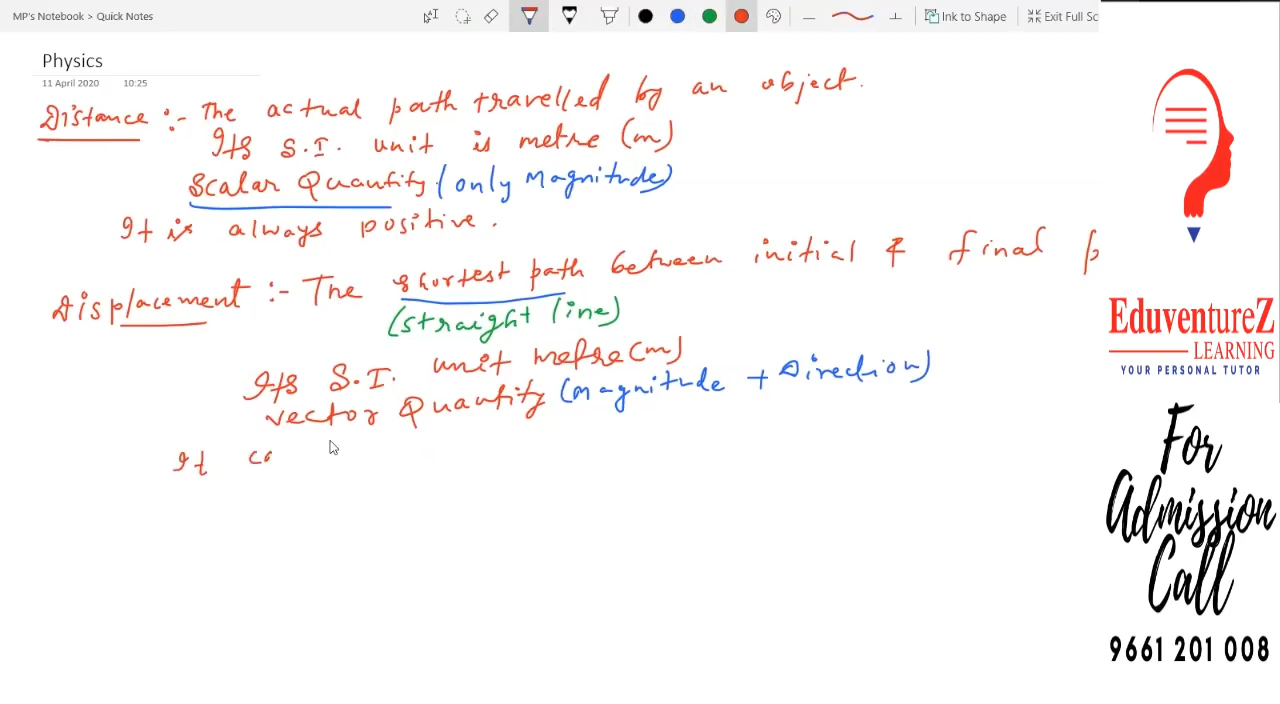 MP's Notebook > Quick Notes
Ink to Shape
Exit Full Sc
Physics
11 April 2020 10:25
Distance :- The actual path travelled by an object.
Its S.I. unit is metre (m)
Scalar Quantity (only Magnitude)
It is always positive.
Displacement :- The shortest path between initial & final p
(straight line)
Its S.I. unit metre (m)
Vector Quantity (Magnitude + Direction)
It ca
EduventureZ
LEARNING
YOUR PERSONAL TUTOR
For
Admission
Call
9661 201 008